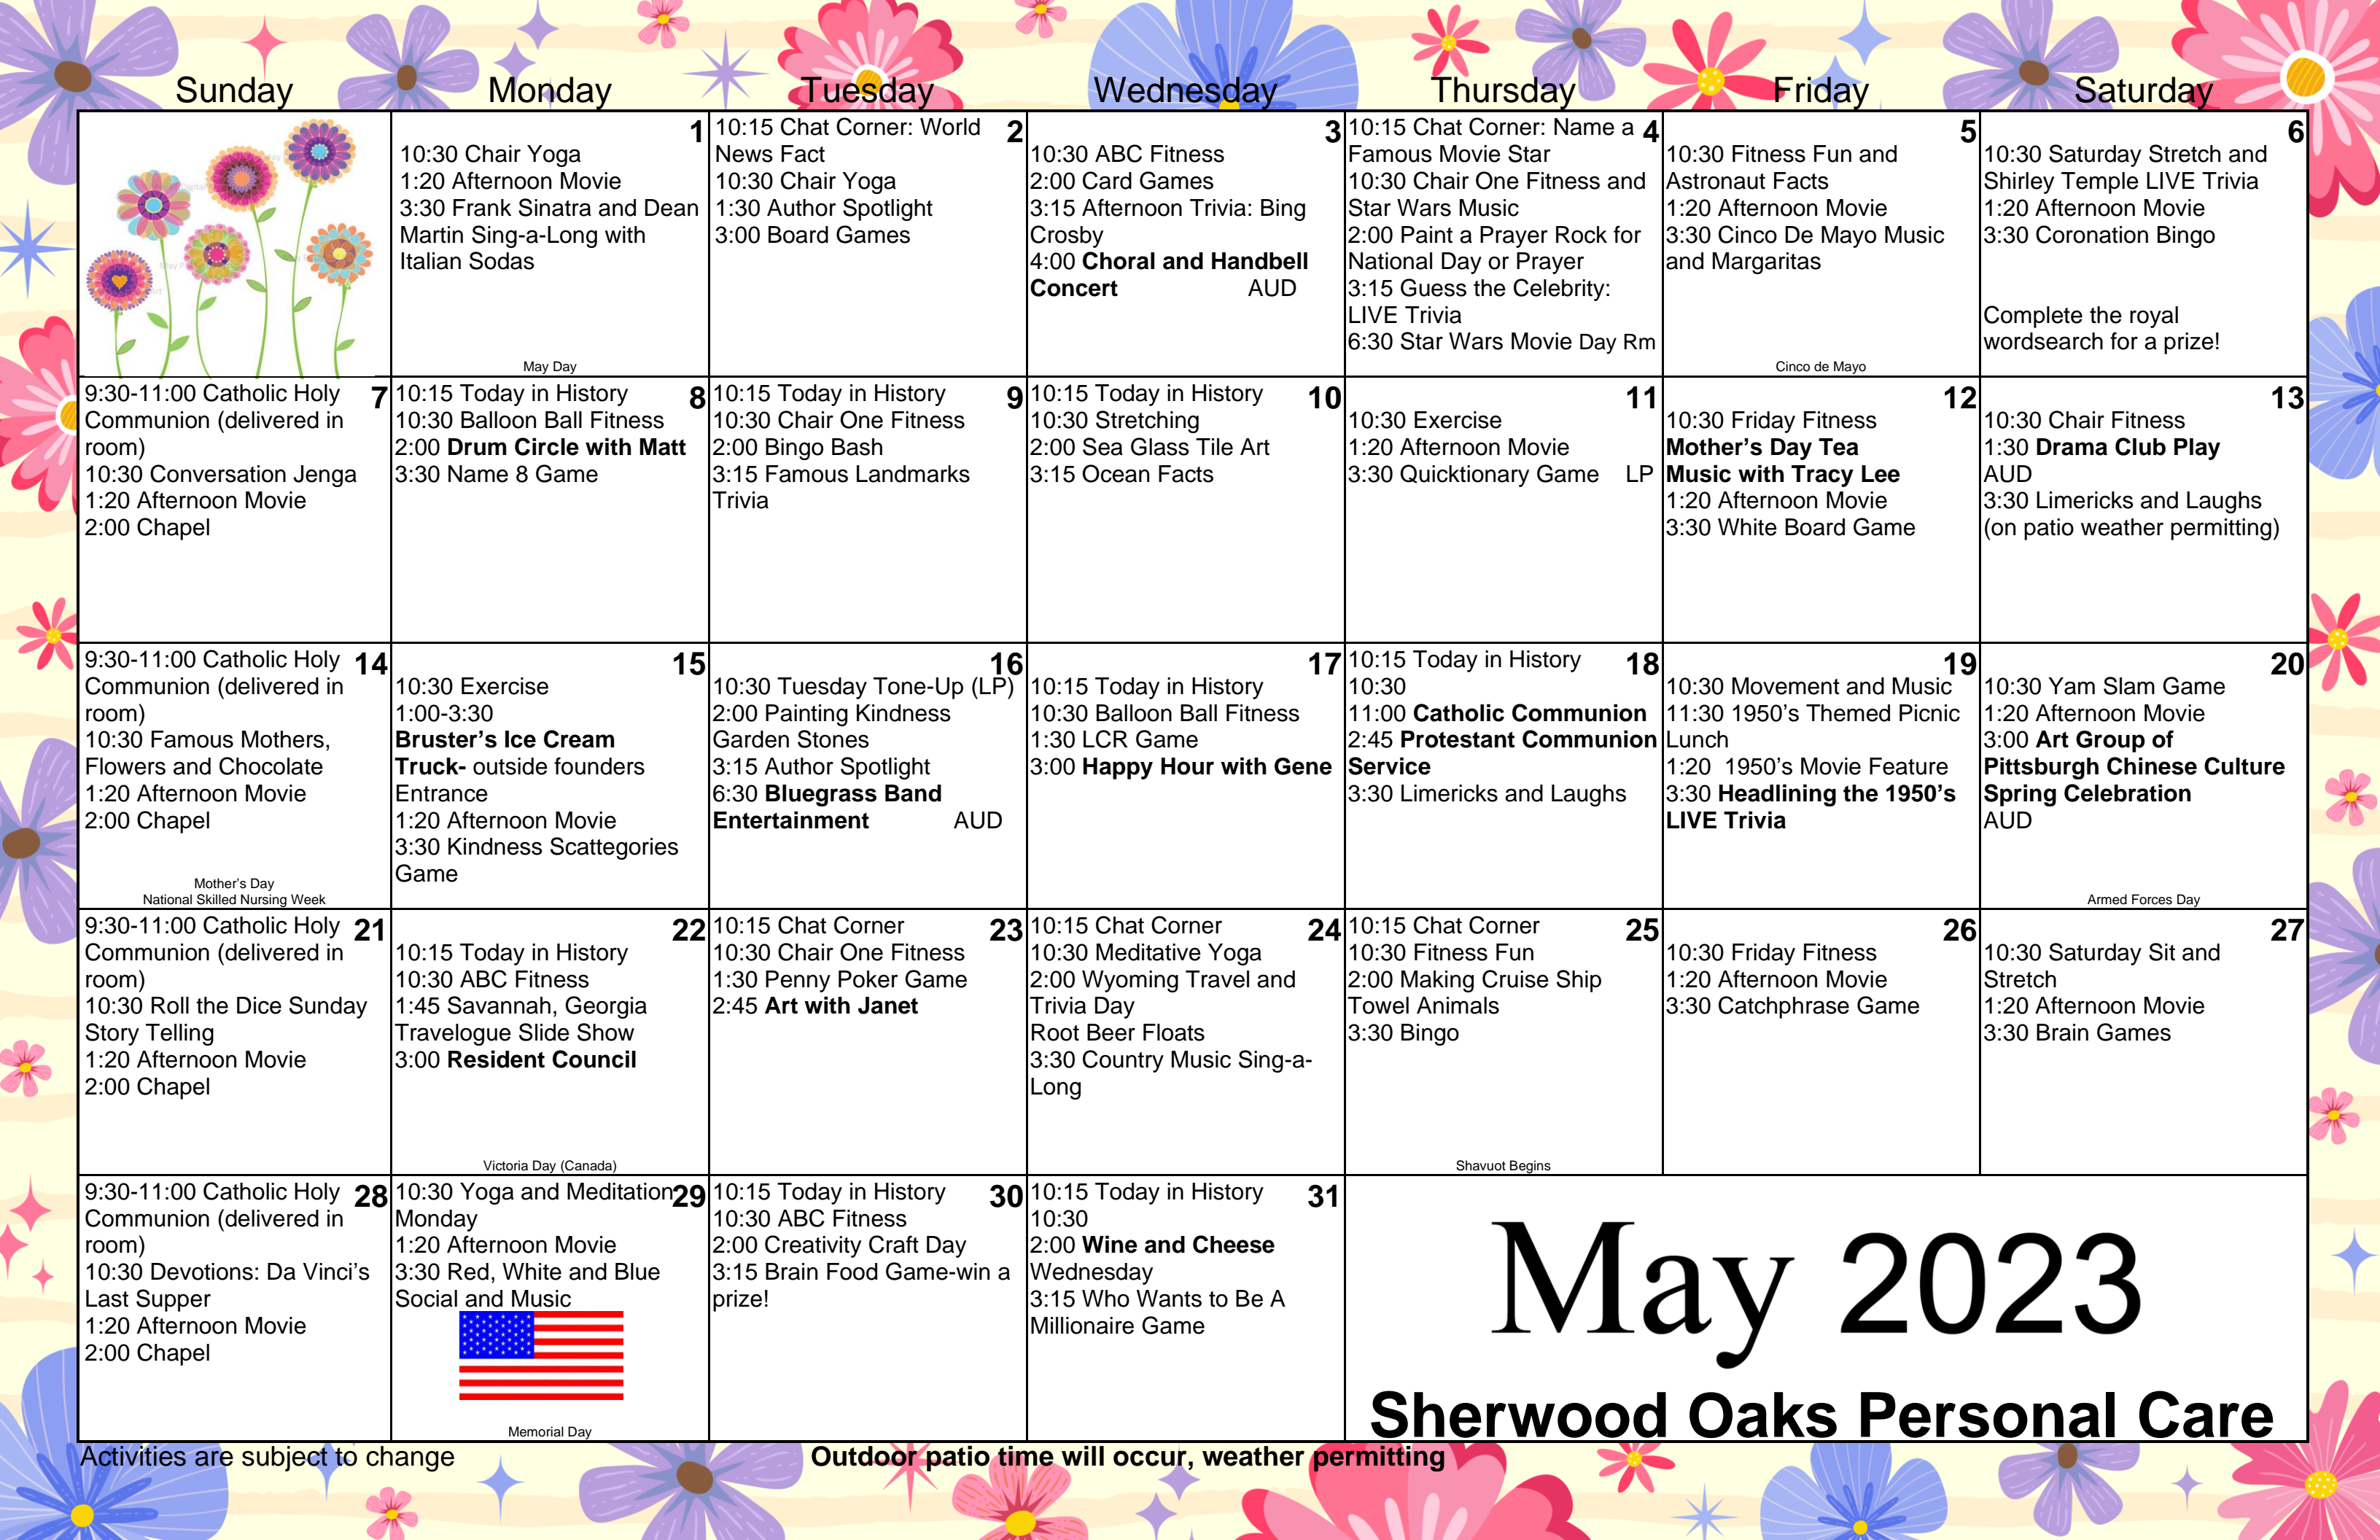 Sunday Monday Tuesday Wednesday Thursday Friday Saturday
1
10:30 Chair Yoga
1:20 Afternoon Movie
3:30 Frank Sinatra and Dean
Martin Sing-a-Long with
Italian Sodas
May Day
10:15 Chat Corner: World 2
News Fact
10:30 Chair Yoga
1:30 Author Spotlight
3:00 Board Games
3
10:30 ABC Fitness
2:00 Card Games
3:15 Afternoon Trivia: Bing
Crosby
4:00 Choral and Handbell
Concert AUD
10:15 Chat Corner: Name a 4
Famous Movie Star
10:30 Chair One Fitness and
Star Wars Music
2:00 Paint a Prayer Rock for
National Day or Prayer
3:15 Guess the Celebrity:
LIVE Trivia
6:30 Star Wars Movie Day Rm
5
10:30 Fitness Fun and
Astronaut Facts
1:20 Afternoon Movie
3:30 Cinco De Mayo Music
and Margaritas
Cinco de Mayo
6
10:30 Saturday Stretch and
Shirley Temple LIVE Trivia
1:20 Afternoon Movie
3:30 Coronation Bingo
Complete the royal
wordsearch for a prize!
9:30-11:00 Catholic Holy 7
Communion (delivered in
room)
10:30 Conversation Jenga
1:20 Afternoon Movie
2:00 Chapel
10:15 Today in History 8
10:30 Balloon Ball Fitness
2:00 Drum Circle with Matt
3:30 Name 8 Game
10:15 Today in History 9
10:30 Chair One Fitness
2:00 Bingo Bash
3:15 Famous Landmarks
Trivia
10:15 Today in History 10
10:30 Stretching
2:00 Sea Glass Tile Art
3:15 Ocean Facts
11
10:30 Exercise
1:20 Afternoon Movie
3:30 Quicktionary Game LP
12
10:30 Friday Fitness
Mother's Day Tea
Music with Tracy Lee
1:20 Afternoon Movie
3:30 White Board Game
13
10:30 Chair Fitness
1:30 Drama Club Play
AUD
3:30 Limericks and Laughs
(on patio weather permitting)
9:30-11:00 Catholic Holy 14
Communion (delivered in
room)
10:30 Famous Mothers,
Flowers and Chocolate
1:20 Afternoon Movie
2:00 Chapel
Mother's Day
National Skilled Nursing Week
15
10:30 Exercise
1:00-3:30
Bruster's Ice Cream
Truck- outside founders
Entrance
1:20 Afternoon Movie
3:30 Kindness Scattegories
Game
16
10:30 Tuesday Tone-Up (LP)
2:00 Painting Kindness
Garden Stones
3:15 Author Spotlight
6:30 Bluegrass Band
Entertainment AUD
17
10:15 Today in History
10:30 Balloon Ball Fitness
1:30 LCR Game
3:00 Happy Hour with Gene
10:15 Today in History 18
10:30
11:00 Catholic Communion
2:45 Protestant Communion
Service
3:30 Limericks and Laughs
19
10:30 Movement and Music
11:30 1950's Themed Picnic
Lunch
1:20 1950's Movie Feature
3:30 Headlining the 1950's
LIVE Trivia
20
10:30 Yam Slam Game
1:20 Afternoon Movie
3:00 Art Group of
Pittsburgh Chinese Culture
Spring Celebration
AUD
Armed Forces Day
9:30-11:00 Catholic Holy 21
Communion (delivered in
room)
10:30 Roll the Dice Sunday
Story Telling
1:20 Afternoon Movie
2:00 Chapel
22
10:15 Today in History
10:30 ABC Fitness
1:45 Savannah, Georgia
Travelogue Slide Show
3:00 Resident Council
Victoria Day (Canada)
10:15 Chat Corner 23
10:30 Chair One Fitness
1:30 Penny Poker Game
2:45 Art with Janet
10:15 Chat Corner 24
10:30 Meditative Yoga
2:00 Wyoming Travel and
Trivia Day
Root Beer Floats
3:30 Country Music Sing-a-
Long
10:15 Chat Corner 25
10:30 Fitness Fun
2:00 Making Cruise Ship
Towel Animals
3:30 Bingo
Shavuot Begins
26
10:30 Friday Fitness
1:20 Afternoon Movie
3:30 Catchphrase Game
27
10:30 Saturday Sit and
Stretch
1:20 Afternoon Movie
3:30 Brain Games
9:30-11:00 Catholic Holy 28
Communion (delivered in
room)
10:30 Devotions: Da Vinci's
Last Supper
1:20 Afternoon Movie
2:00 Chapel
10:30 Yoga and Meditation 29
Monday
1:20 Afternoon Movie
3:30 Red, White and Blue
Social and Music
Memorial Day
10:15 Today in History 30
10:30 ABC Fitness
2:00 Creativity Craft Day
3:15 Brain Food Game-win a
prize!
10:15 Today in History 31
10:30
2:00 Wine and Cheese
Wednesday
3:15 Who Wants to Be A
Millionaire Game
May 2023
Sherwood Oaks Personal Care
Activities are subject to change
Outdoor patio time will occur, weather permitting